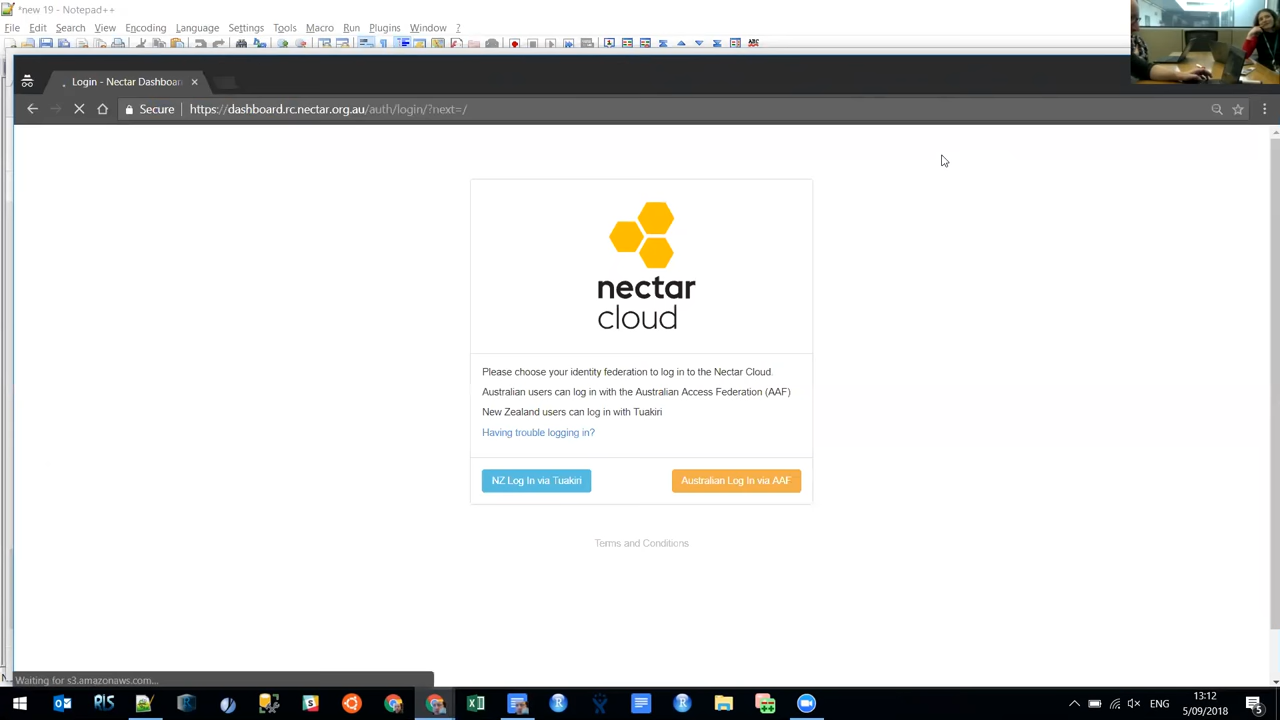 *new 19 - Notepad++
File Edit Search View Encoding Language Settings Tools Macro Run Plugins Window ?
ABC
Login - Nectar Dashboar
Secure https://dashboard.rc.nectar.org.au/auth/login/?next=/
nectar
cloud
Please choose your identity federation to log in to the Nectar Cloud.
Australian users can log in with the Australian Access Federation (AAF)
New Zealand users can log in with Tuakiri
Having trouble logging in?
NZ Log In via Tuakiri Australian Log In via AAF
Terms and Conditions
Waiting for s3.amazonaws.com...
ENG
13:12
5/09/2018
5